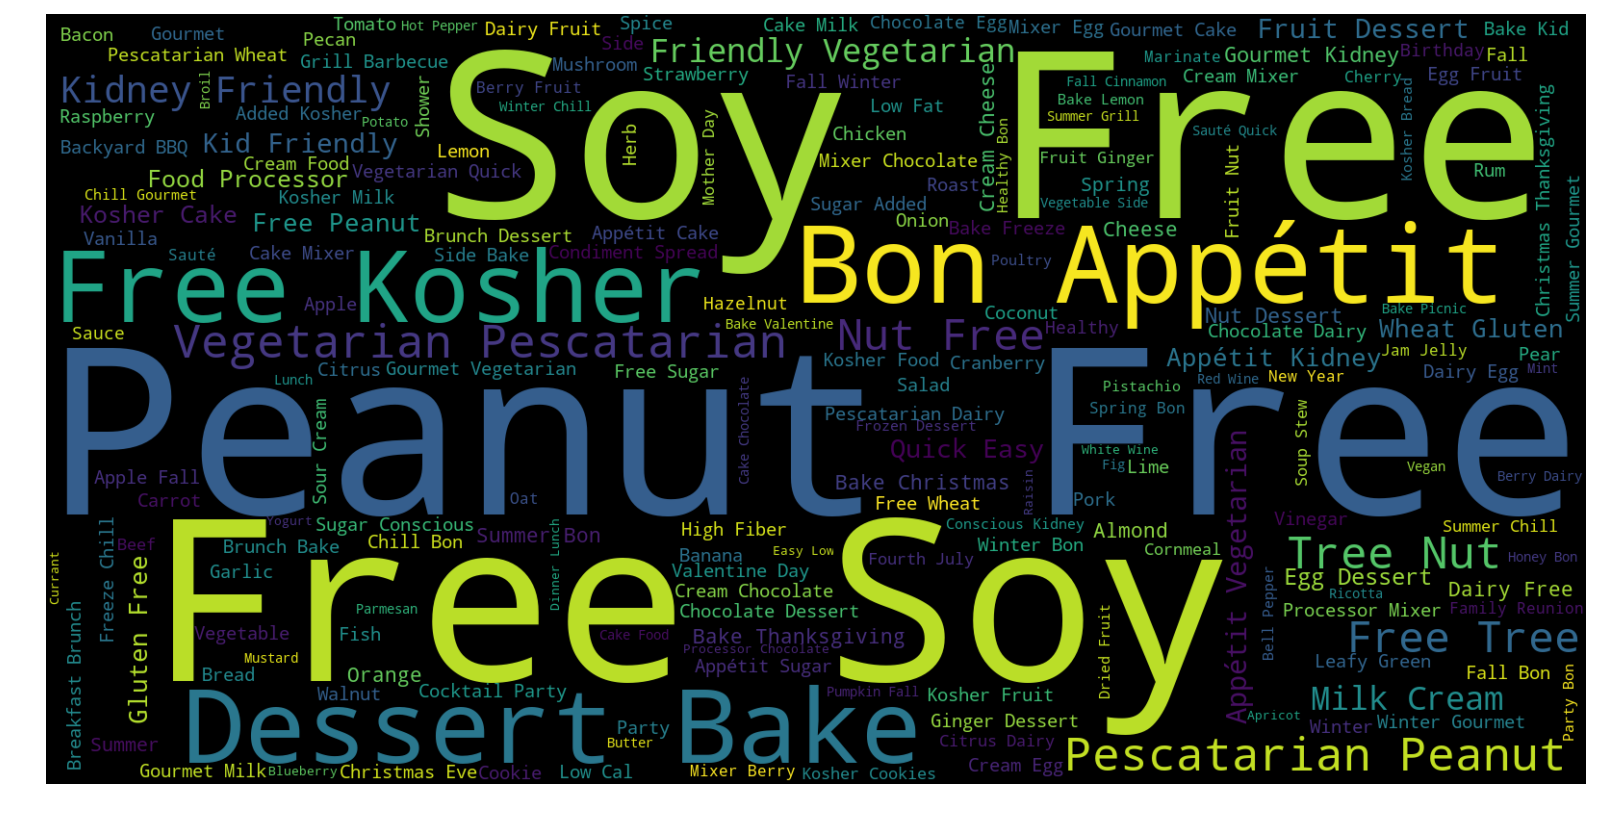 Bacon
Gourmet
Tomato
Hot Pepper
Dairy Fruit
Spice
Cake Milk
Chocolate Egg
Mixer Egg
Gourmet Cake
Fruit Dessert
Bake Kid
Pescatarian Wheat
Pecan
Grill Barbecue
Side
Friendly Vegetarian
Marinate
Gourmet Kidney
Birthday
Fall
Mushroom
Strawberry
Fall Winter
Fall Cinnamon
Cream Mixer
Cherry
Egg Fruit
Kidney Friendly
Broil
Berry Fruit
Winter Chill
Low Fat
Bake Lemon
Summer Grill
Raspberry
Added Kosher
Potato
Shower
Soy Free
Herb
Mother Day
Chicken
Cream Cheese
Healthy Bon
Sauté Quick
Kosher Bread
Christmas Thanksgiving
Backyard BBQ
Kid Friendly
Lemon
Mixer Chocolate
Fruit Ginger
Fruit Nut
Rum
Cream Food
Food Processor
Vegetarian Quick
Roast
Spring
Chill Gourmet
Kosher Milk
Sugar Added
Vegetable Side
Summer Gourmet
Kosher Cake
Free Peanut
Onion
Bake Freeze
Cheese
Vanilla
Brunch Dessert
Appétit Cake
Bon Appétit
Sauté
Cake Mixer
Side Bake
Condiment Spread
Poultry
Free Kosher
Apple
Hazelnut
Coconut
Nut Dessert
Bake Picnic
Sauce
Bake Valentine
Nut Free
Healthy
Chocolate Dairy
Wheat Gluten
Vegetarian Pescatarian
Kosher Food
Cranberry
Appétit Kidney
Jam Jelly
Pear
Lunch
Citrus
Gourmet Vegetarian
Free Sugar
Salad
Pistachio
Red Wine
New Year
Dairy Egg
Mint
Peanut Free
Sour Cream
Cake Chocolate
Pescatarian Dairy
Frozen Dessert
Spring Bon
Soup Stew
Quick Easy
White Wine
Fig
Lime
Vegan
Apple Fall
Bake Christmas
Raisin
Appétit Vegetarian
Berry Dairy
Carrot
Oat
Free Wheat
Pork
Yogurt
Sugar Conscious
Summer Bon
High Fiber
Conscious Kidney
Almond
Vinegar
Summer Chill
Freeze Chill
Beef
Brunch Bake
Chill Bon
Dinner Lunch
Banana
Easy Low
Fourth July
Winter Bon
Cornmeal
Tree Nut
Honey Bon
Currant
Garlic
Valentine Day
Egg Dessert
Ricotta
Gluten Free
Free Soy
Parmesan
Cream Chocolate
Dairy Free
Chocolate Dessert
Processor Mixer
Family Reunion
Breakfast Brunch
Vegetable
Fish
Cake Food
Bake Thanksgiving
Dried Fruit
Bell Pepper
Free Tree
Mustard
Processor Chocolate
Bread
Orange
Appétit Sugar
Leafy Green
Fall Bon
Walnut
Cocktail Party
Pumpkin Fall
Kosher Fruit
Milk Cream
Party Bon
Dessert Bake
Party
Ginger Dessert
Apricot
Winter
Winter Gourmet
Summer
Butter
Citrus Dairy
Pescatarian Peanut
Gourmet Milk
Blueberry
Christmas Eve
Cookie
Low Cal
Mixer Berry
Kosher Cookies
Cream Egg